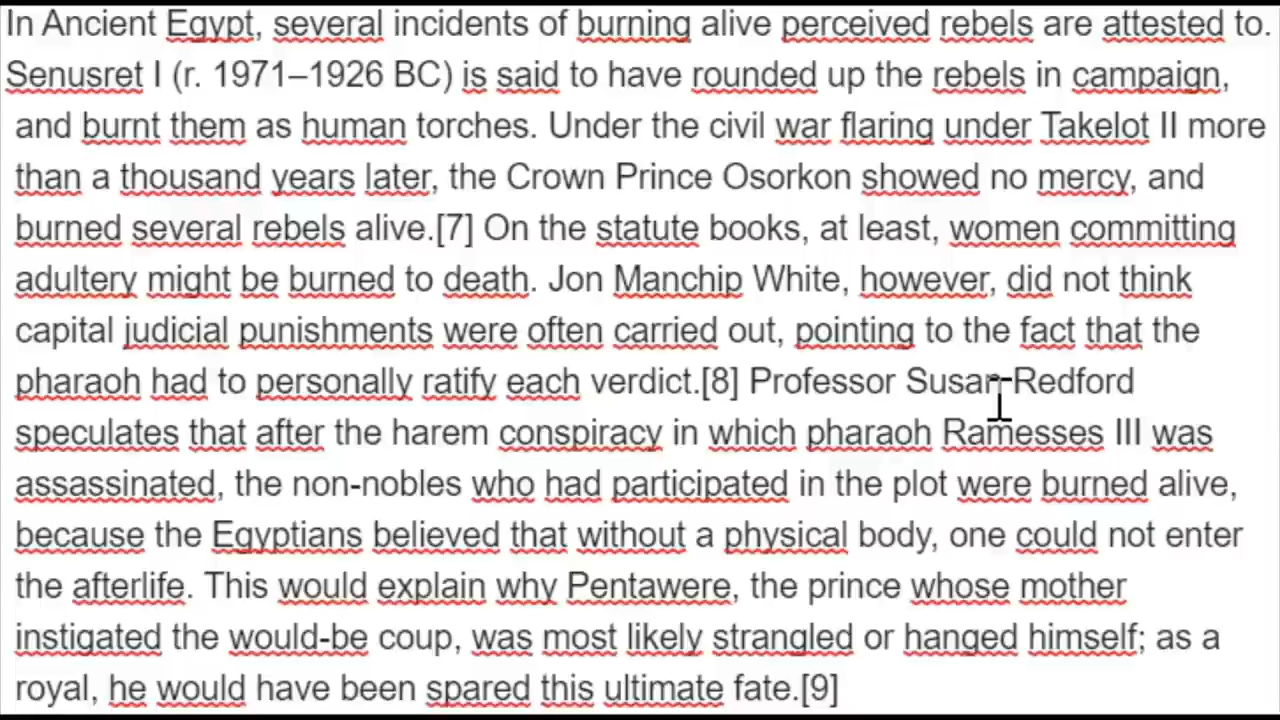 In Ancient Egypt, several incidents of burning alive perceived rebels are attested to.
Senusret I (r. 1971–1926 BC) is said to have rounded up the rebels in campaign,
and burnt them as human torches. Under the civil war flaring under Takelot II more
than a thousand years later, the Crown Prince Osorkon showed no mercy, and
burned several rebels alive.[7] On the statute books, at least, women committing
adultery might be burned to death. Jon Manchip White, however, did not think
capital judicial punishments were often carried out, pointing to the fact that the
pharaoh had to personally ratify each verdict.[8] Professor Susan Redford
speculates that after the harem conspiracy in which pharaoh Ramesses III was
assassinated, the non-nobles who had participated in the plot were burned alive,
because the Egyptians believed that without a physical body, one could not enter
the afterlife. This would explain why Pentawere, the prince whose mother
instigated the would-be coup, was most likely strangled or hanged himself; as a
royal, he would have been spared this ultimate fate.[9]